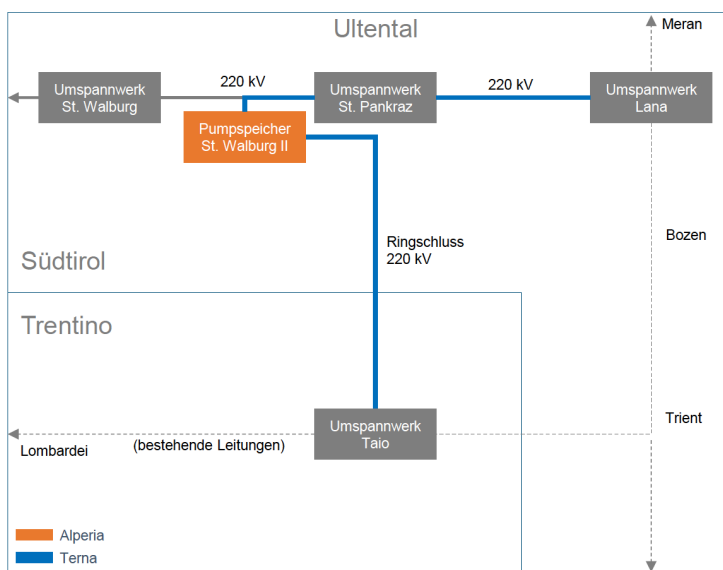 Ultental
Meran
220 kV
220 kV
Umspannwerk
St. Walburg
Umspannwerk
St. Pankraz
Umspannwerk
Lana
Pumpspeicher
St. Walburg II
Ringschluss
220 kV
Bozen
Südtirol
Trentino
Umspannwerk
Taio
Trient
Lombardei
(bestehende Leitungen)
Alperia
Terna